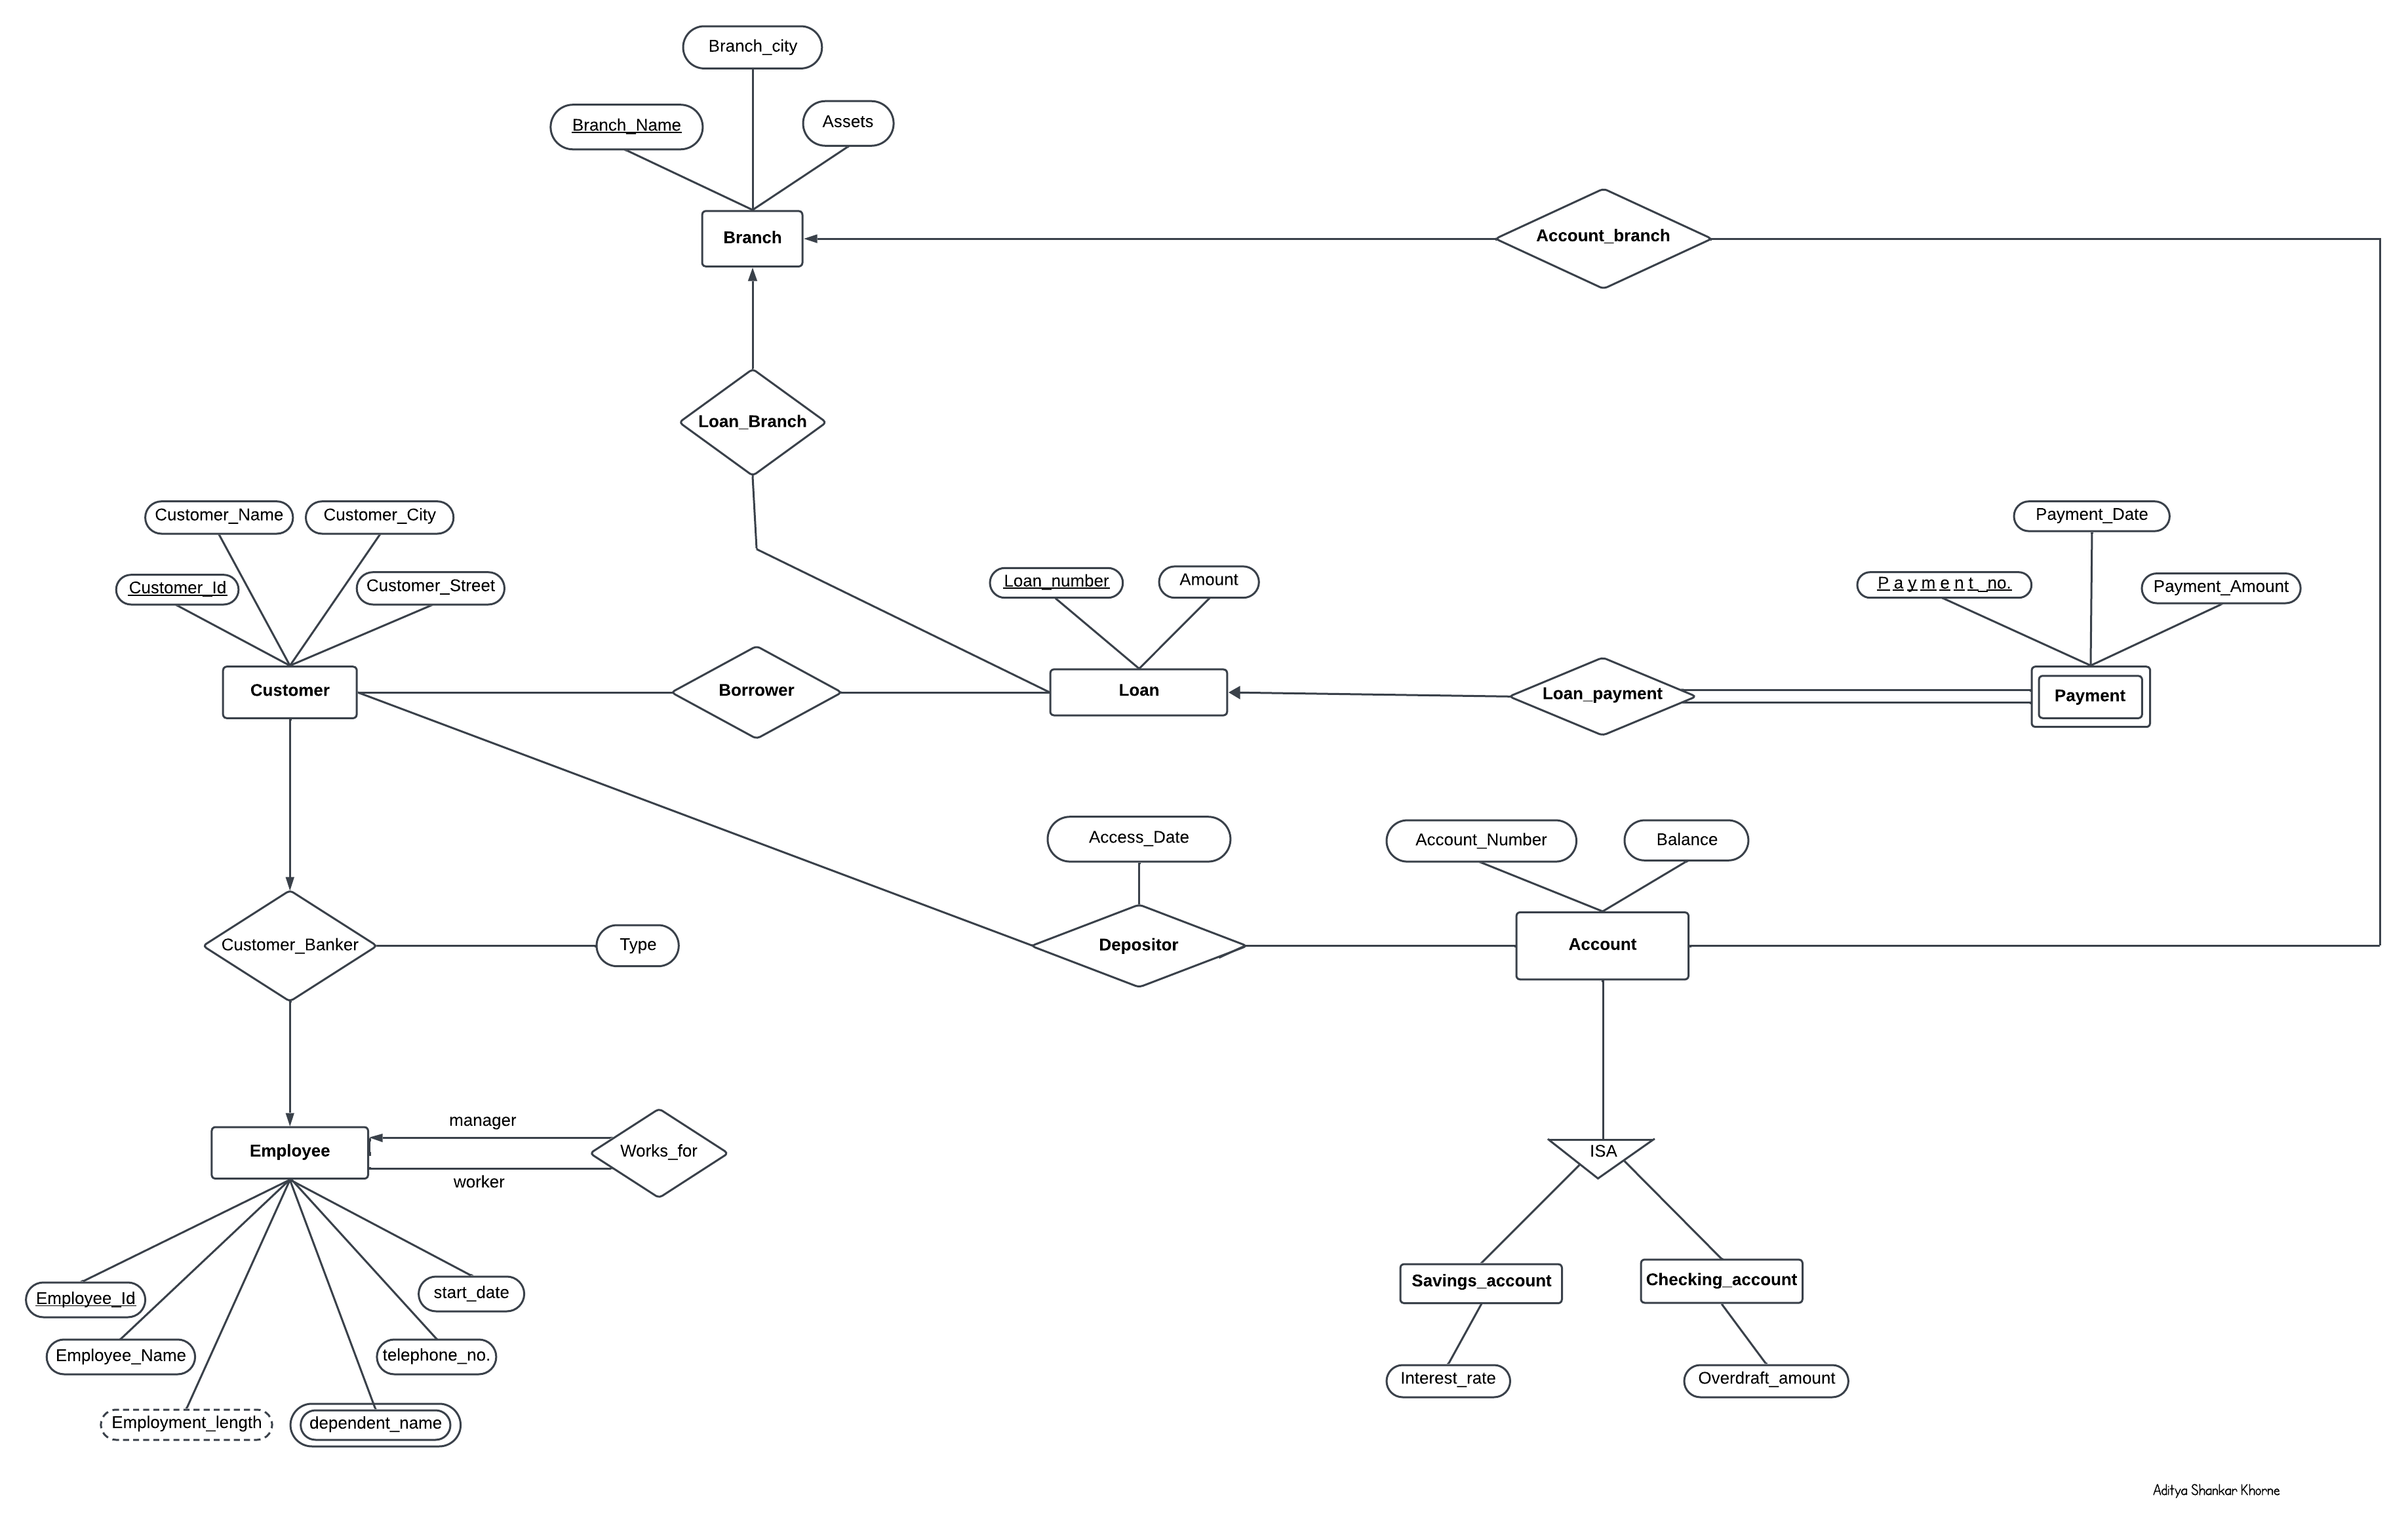 Branch_city
Branch_Name
Assets
Branch
Account_branch
Loan_Branch
Customer_Name
Customer_City
Customer_Id
Customer_Street
Loan_number
Amount
Payment_Date
Payment_no.
Payment_Amount
Customer
Borrower
Loan
Loan_payment
Payment
Access_Date
Account_Number
Balance
Customer_Banker
Type
Depositor
Account
manager
Employee
Works_for
worker
ISA
Employee_Id
start_date
Savings_account
Checking_account
Employee_Name
telephone_no.
Interest_rate
Overdraft_amount
Employment_length
dependent_name
Aditya Shankar Khorne